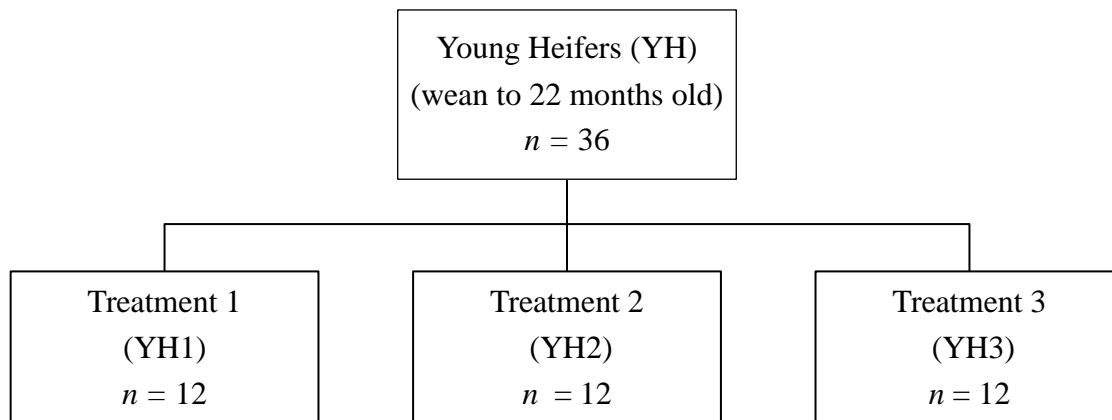 Young Heifers (YH)
(wean to 22 months old)
n = 36
Treatment 1
(YH1)
n = 12
Treatment 2
(YH2)
n = 12
Treatment 3
(YH3)
n = 12